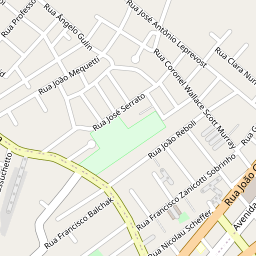 Rua Professo
Rua Angelo Gulin
Rua José Antônio Leprevost
Rua Clara Nun
Rua Coronel Wallace Scott Murray
Rua João Mequetti
Rua José Serrato
Rua João Reboli
Rua Francisco Zanicotti Sobrinho
Rua João G
Rua Francisco Balchak
Rua Nicolau Scheffer
Avenida